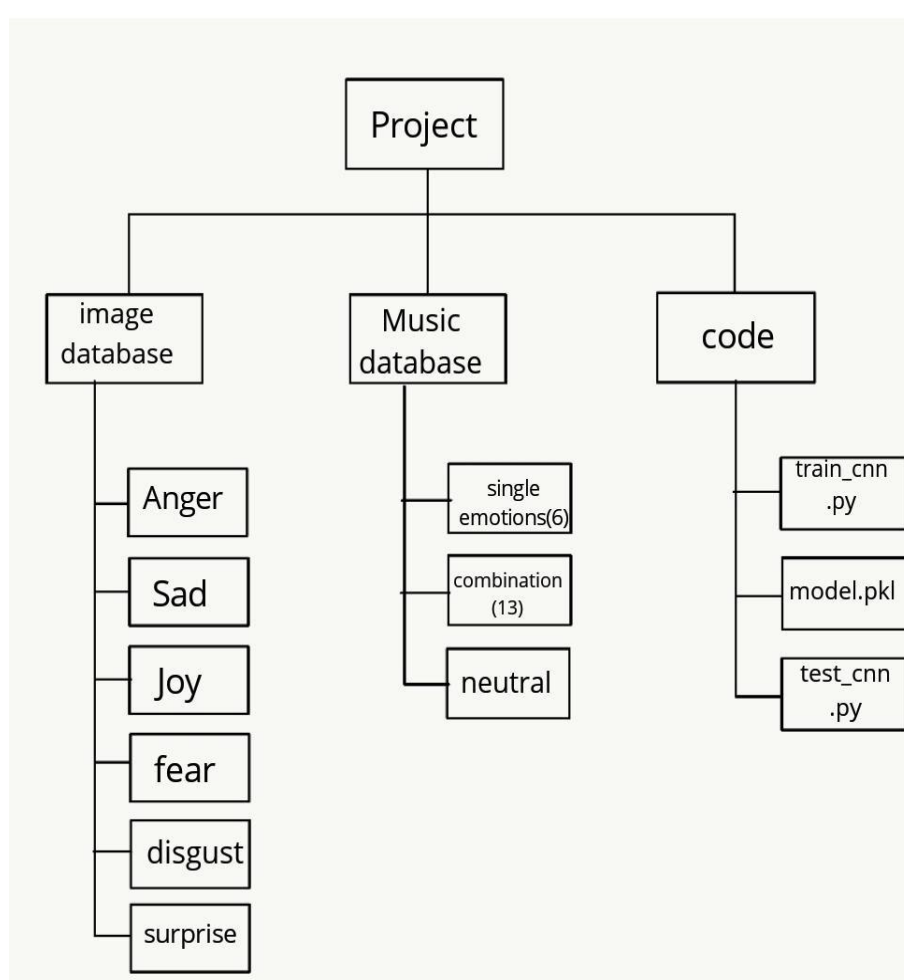 Project
image
database
Music
database
code
Anger
Sad
Joy
fear
disgust
surprise
single
emotions(6)
combination
(13)
neutral
train_cnn
.py
model.pkl
test_cnn
.py